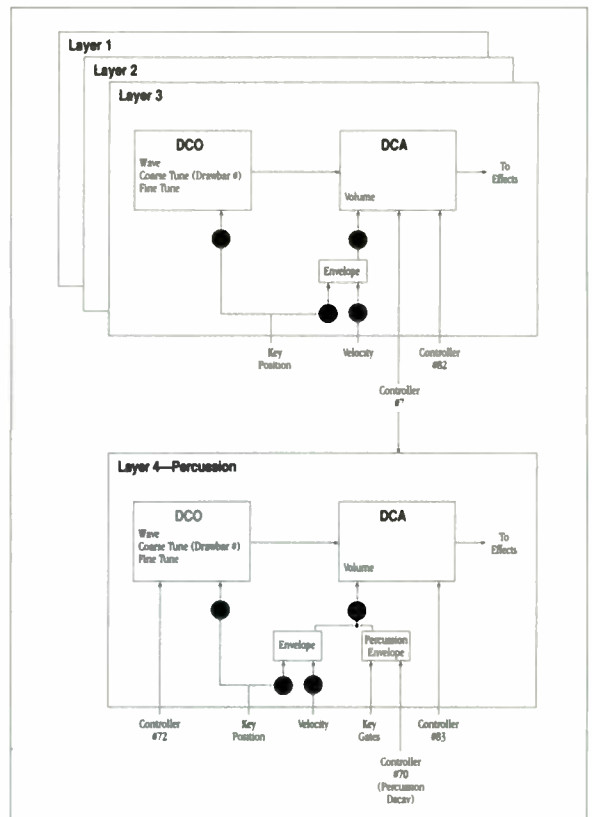 Layer 1
Layer 2
Layer 3
DCO
Wave
Coarse Tune (Drawbar #)
Fine Tune
DCA
Volume
To
Effects
Envelope
Key
Position
Velocity
Controller
#82
Controller
#7
Layer 4—Percussion
DCO
Wave
Coarse Tune (Drawbar #)
Fine Tune
DCA
Volume
To
Effects
Envelope
Percussion
Envelope
Controller
#72
Key
Position
Velocity
Key
Gates
Controller
#83
Controller
#70
(Percussion
Decay)